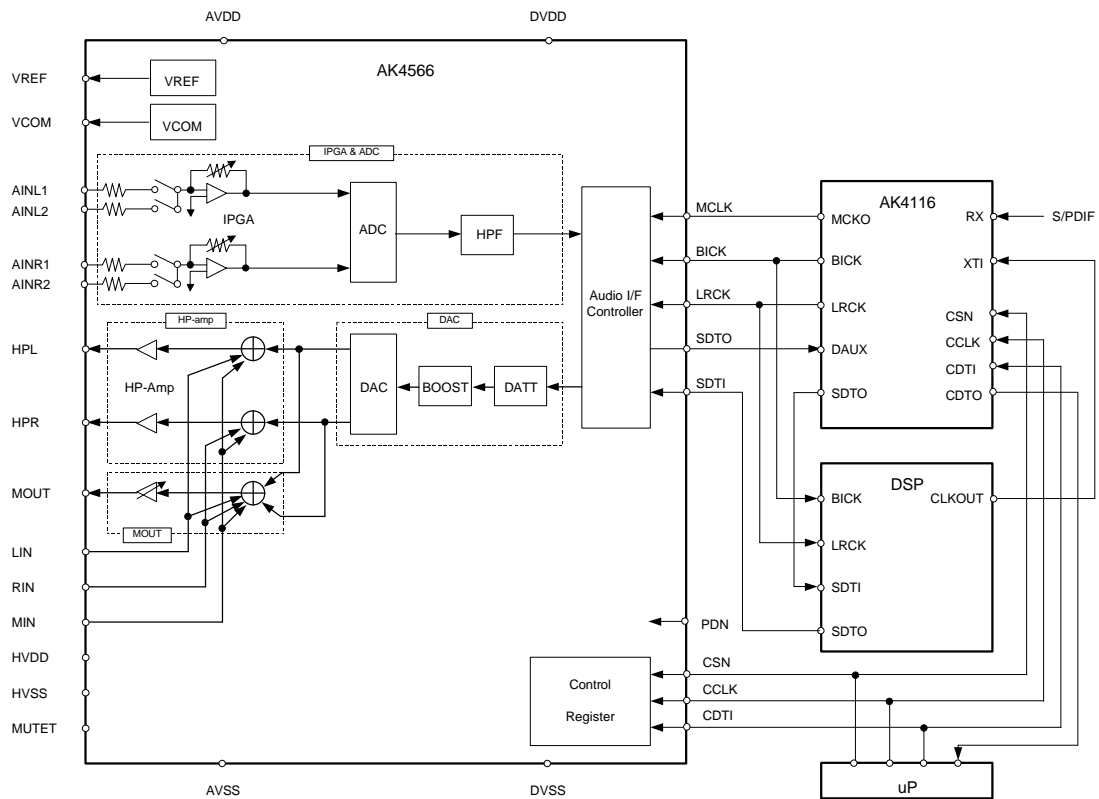 AVDD
DVDD
AK4566
VREF
VREF
VCOM
VCOM
IPGA & ADC
AINL1
AINL2
IPGA
AINR1
AINR2
ADC
HPF
Audio I/F
Controller
MCLK
BICK
LRCK
SDTO
SDTI
AK4116
MCKO
RX
S/PDIF
BICK
XTI
LRCK
CSN
CCLK
DAUX
CDTI
SDTO
CDTO
HP-amp
DAC
HPL
HP-Amp
DAC
BOOST
DATT
HPR
MOUT
MOUT
LIN
RIN
MIN
HVDD
HVSS
MUTET
DSP
BICK
CLKOUT
LRCK
SDTI
SDTO
PDN
CSN
CCLK
CDTI
Control
Register
uP
AVSS
DVSS